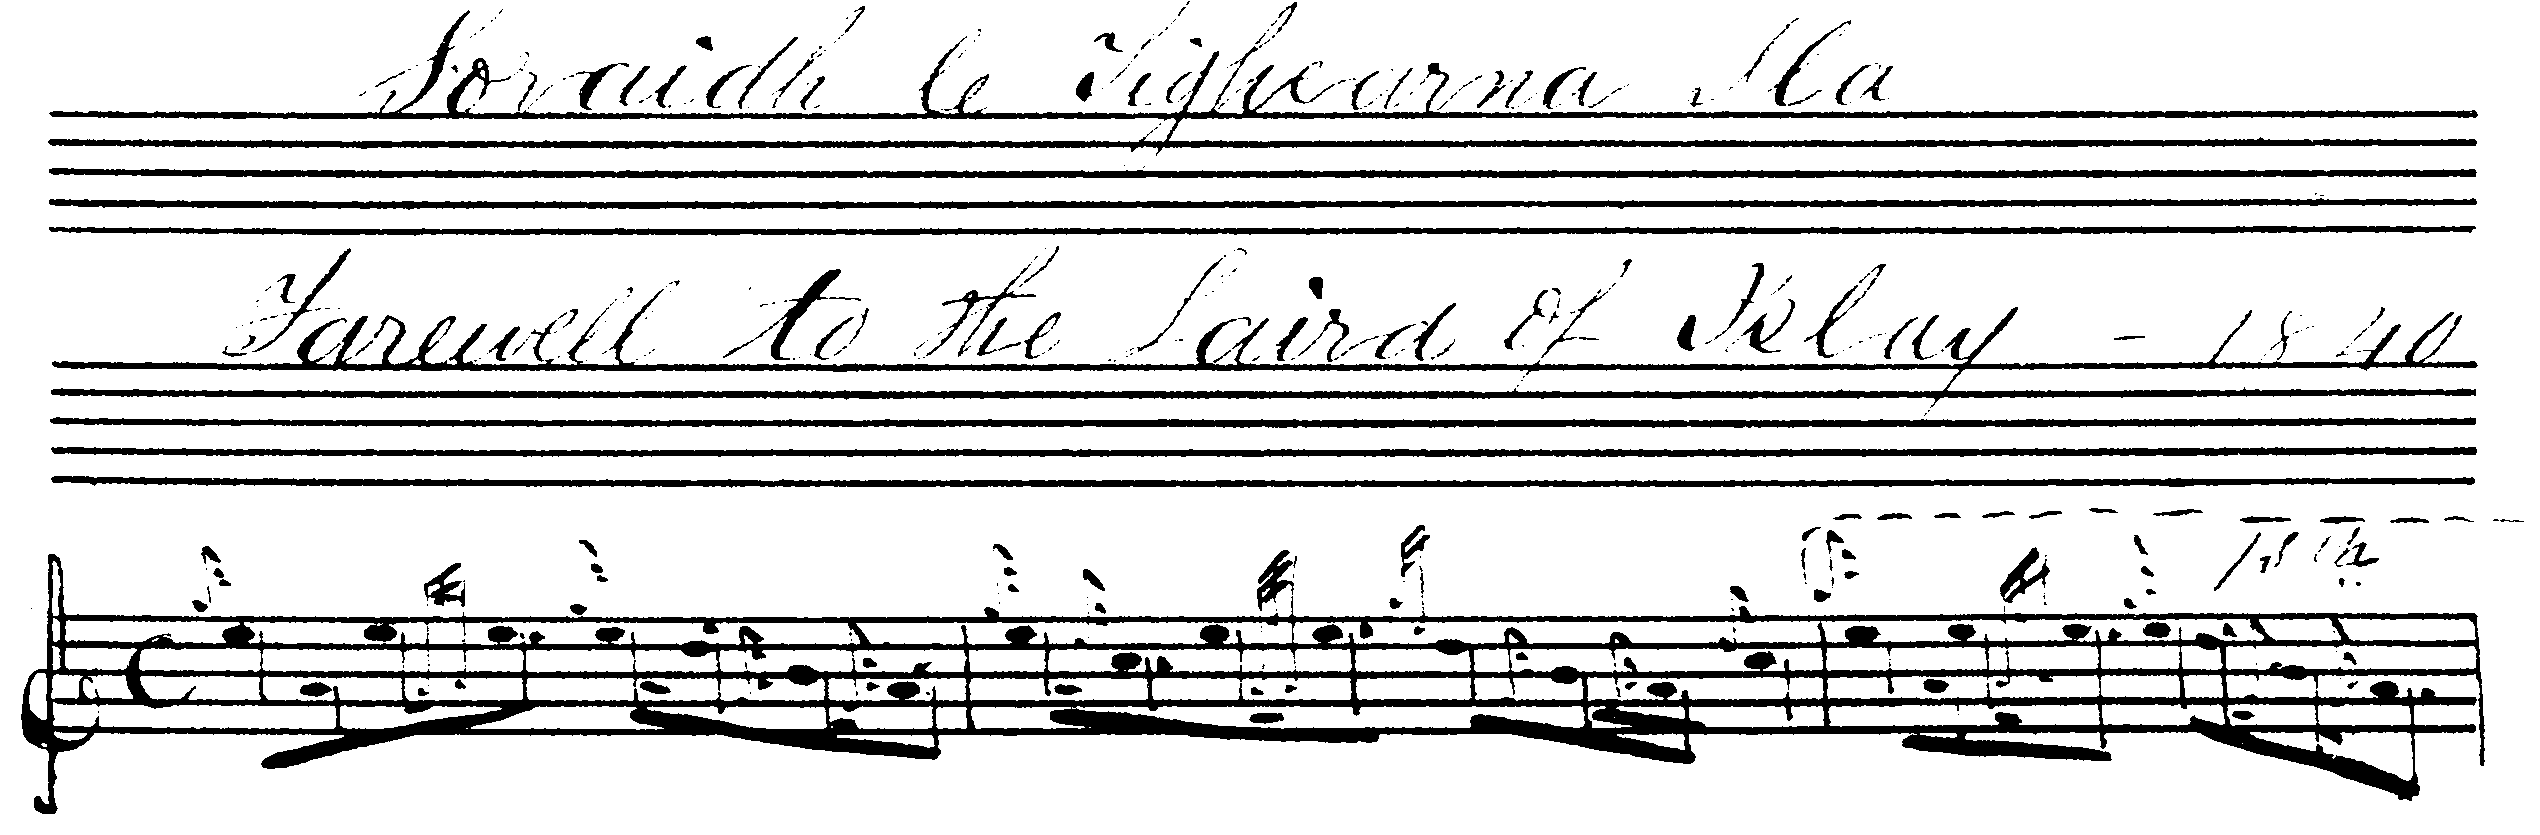 Soraidh le Tighearna Ila
Farewell to the Laird of Islay - 1840